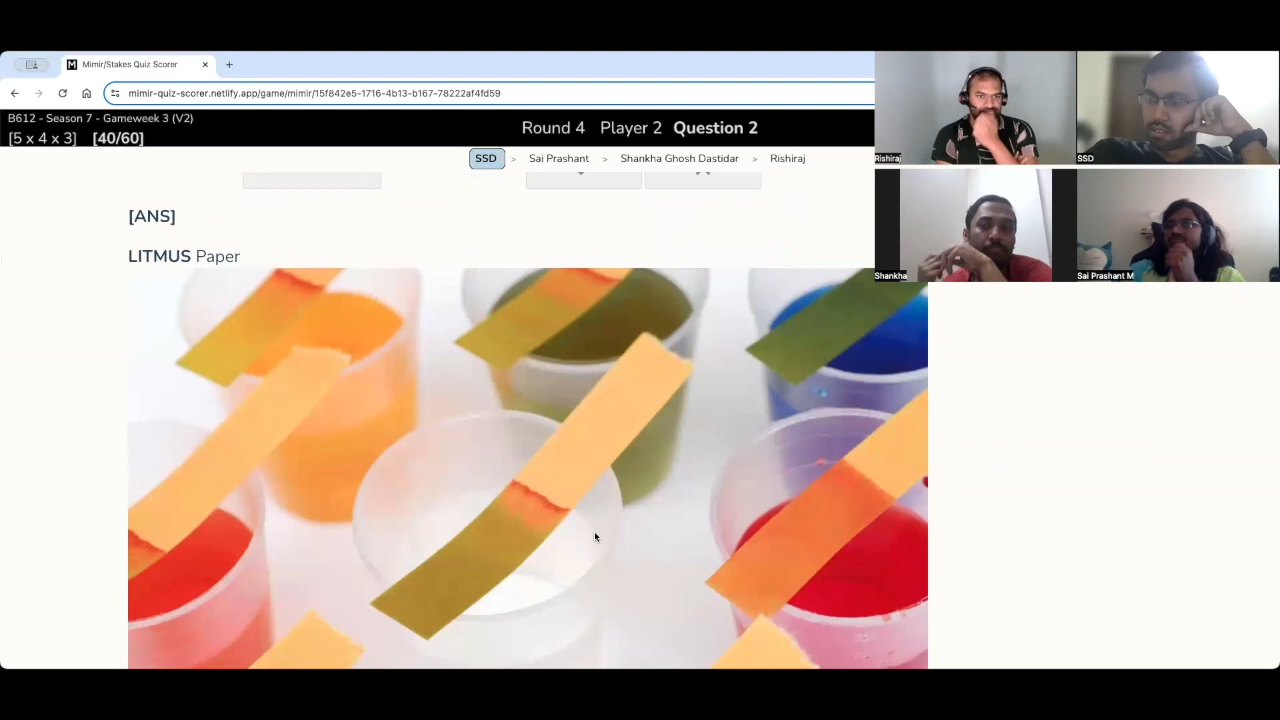 Mimir/Stakes Quiz Scorer
mimir-quiz-scorer.netlify.app/game/mimir/15f842e5-1716-4b13-b167-78222af4fd59
B612 - Season 7 - Gameweek 3 (V2)
[5 x 4 x 3] [40/60]
Round 4 Player 2 Question 2
SSD > Sai Prashant > Shankha Ghosh Dastidar > Rishiraj
[ANS]
LITMUS Paper
Rishiraj
SSD
Shankha
Sai Prashant M